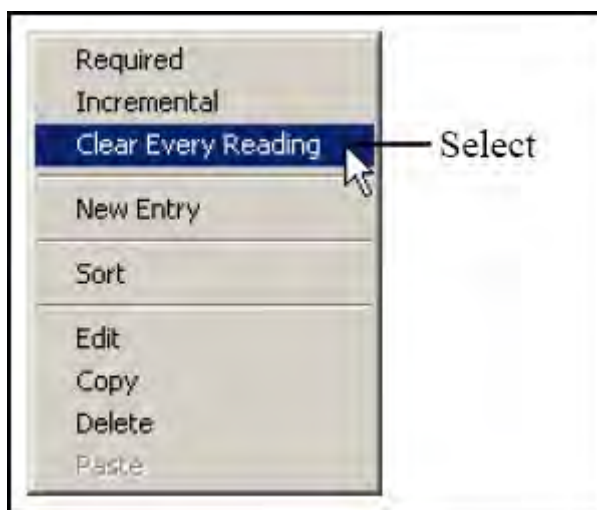 Required
Incremental
Clear Every Reading Select
New Entry
Sort
Edit
Copy
Delete
Paste